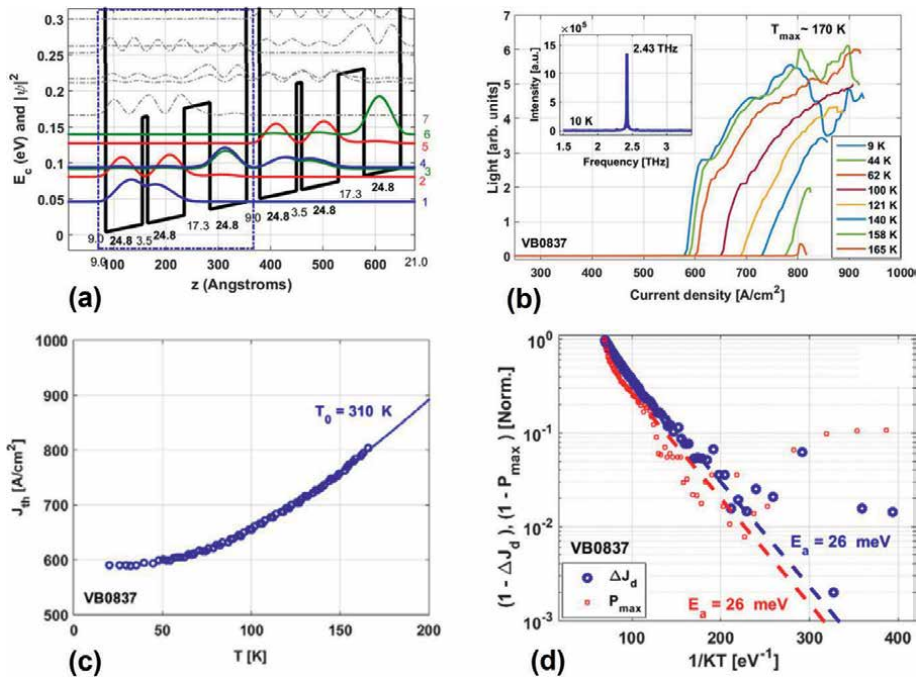 (a)
E_c (eV) and |ψ|²
0.3
0.25
0.2
0.15
0.1
0.05
0
7
6
5
4
3
2
1
9.0 24.8 3.5 24.8 17.3 24.8 9.0 24.8 3.5 24.8 17.3 24.8 21.0
100 200 300 400 500 600
z (Angstroms)
(b)
Light [arb. units]
7
6
5
4
3
2
1
0
T_max ~ 170 K
× 10⁵
Intensity [a.u.]
15
10
5
0
2.43 THz
10 K
1 1.5 2 2.5 3
Frequency [THz]
9 K
44 K
62 K
100 K
121 K
140 K
158 K
165 K
VB0837
300 400 500 600 700 800 900 1000
Current density [A/cm²]
(c)
J_th [A/cm²]
1000
900
800
700
600
500
T_0 = 310 K
VB0837
0 50 100 150 200
T [K]
(d)
(1 - ΔJ_d), (1 - P_max) [Norm.]
10⁰
10⁻¹
10⁻²
10⁻³
VB0837
ΔJ_d
P_max
E_a = 26 meV
E_a = 26 meV
100 200 300 400
1/KT [eV⁻¹]